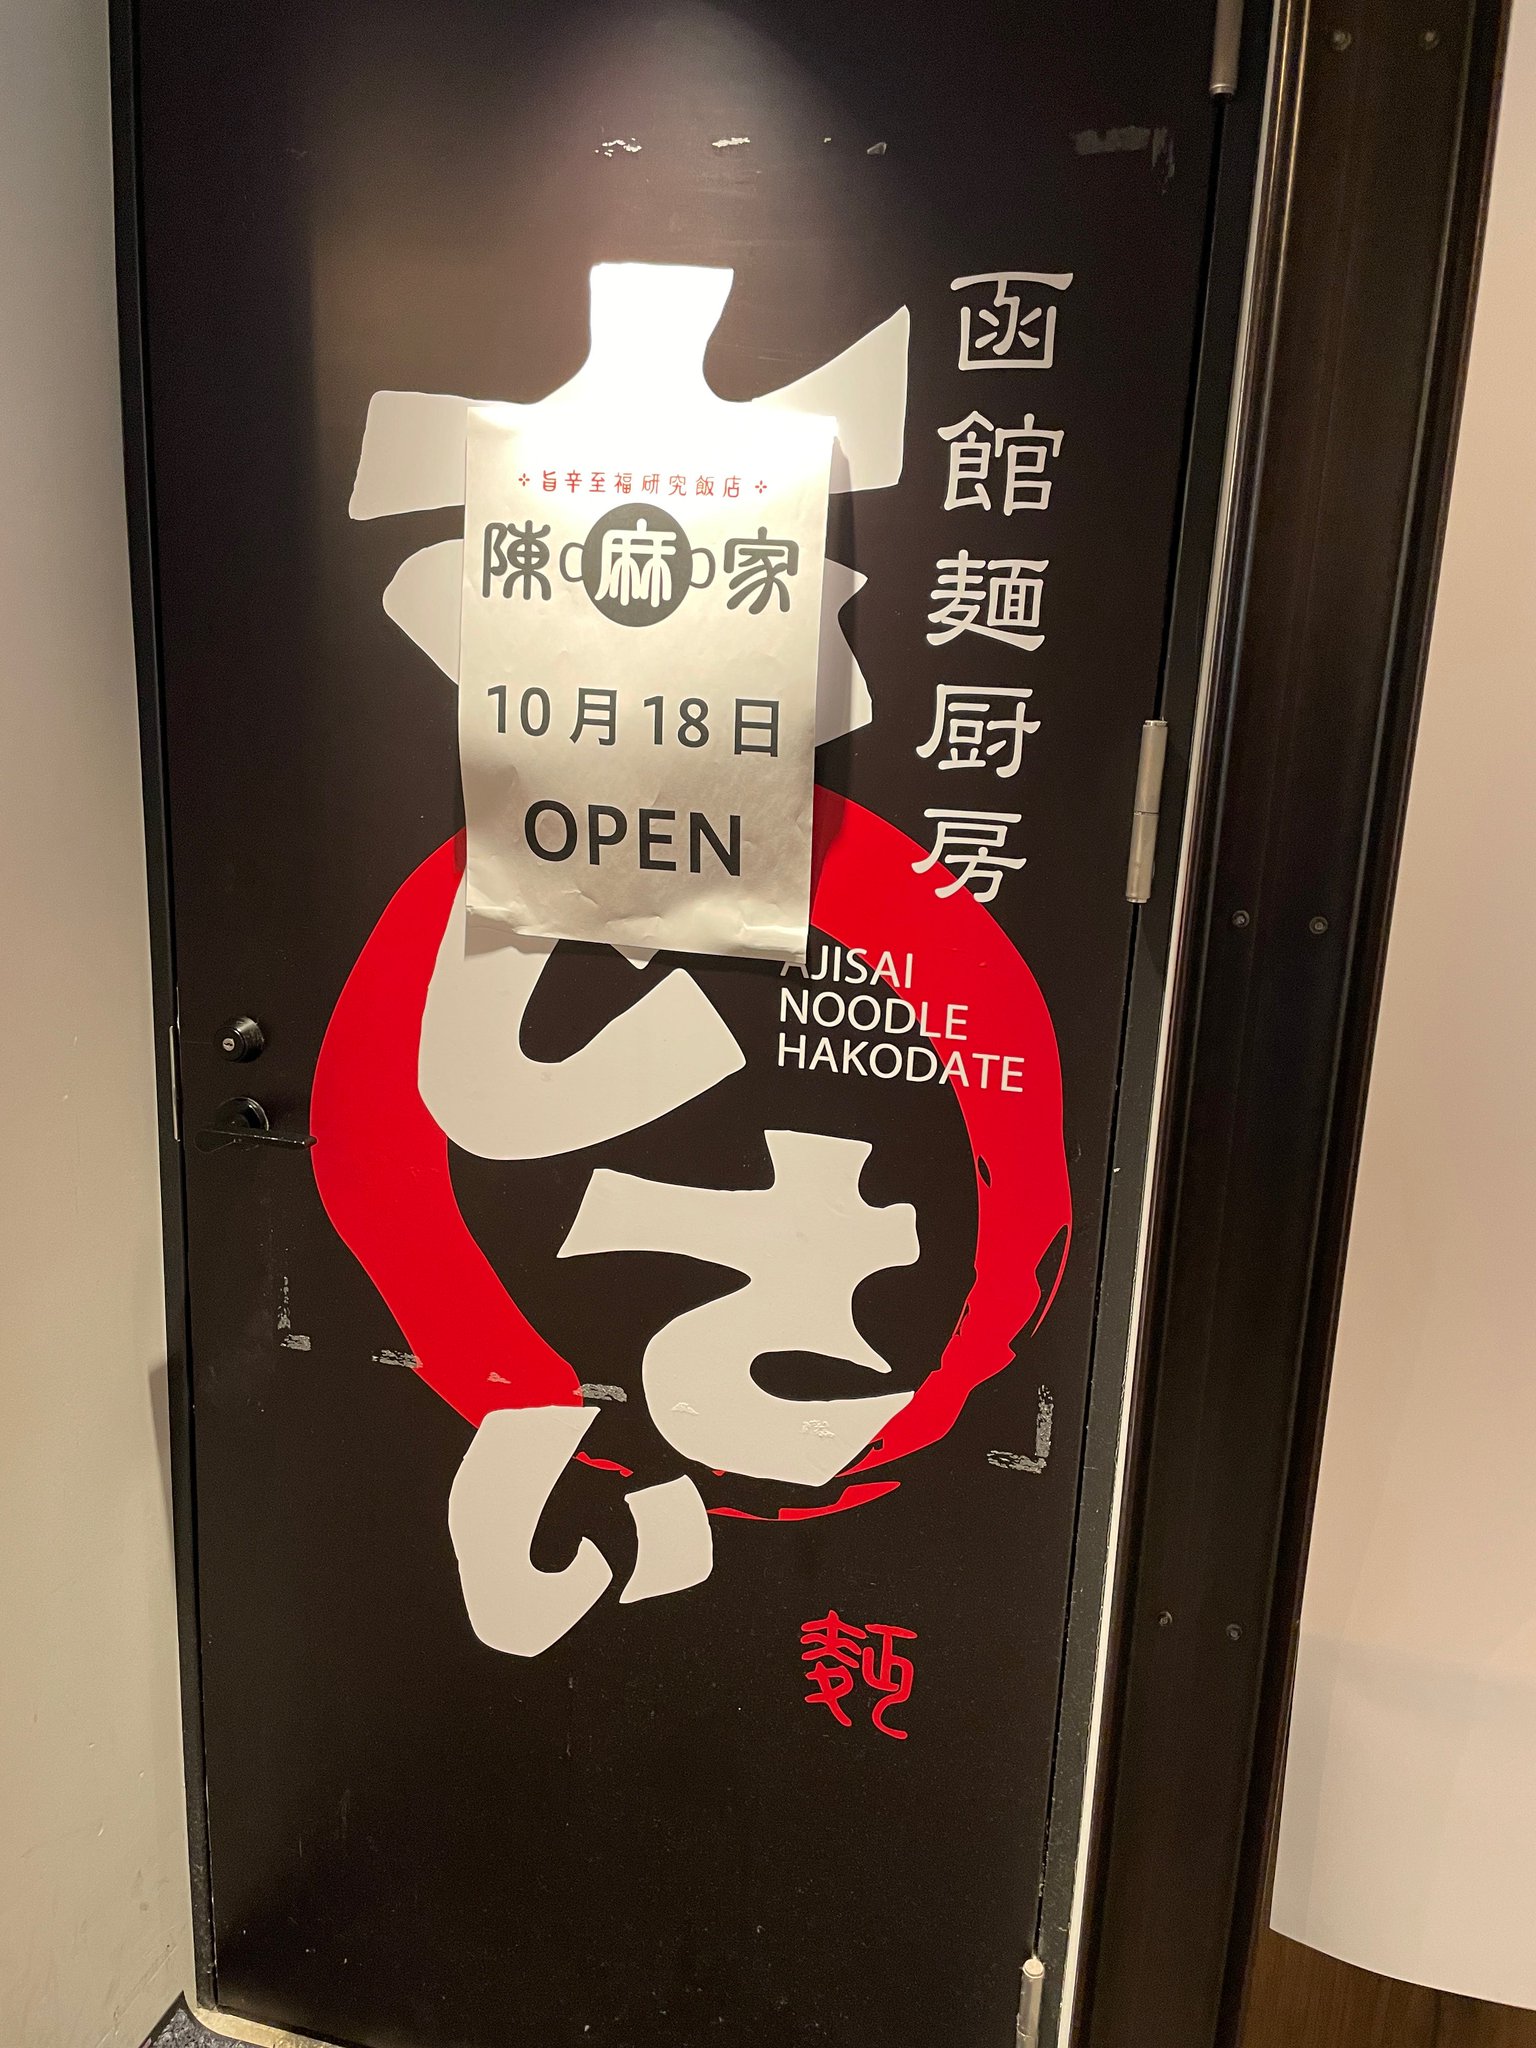 旨辛至福研究飯店
陳麻家
10月18日
OPEN
函館麺厨房
あじさい
AJISAI
NOODLE
HAKODATE
麺